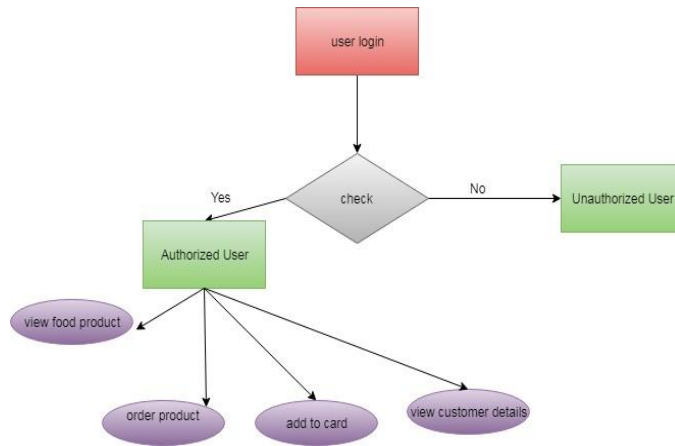 user login
check
Yes
No
Unauthorized User
Authorized User
view food product
order product
add to card
view customer details